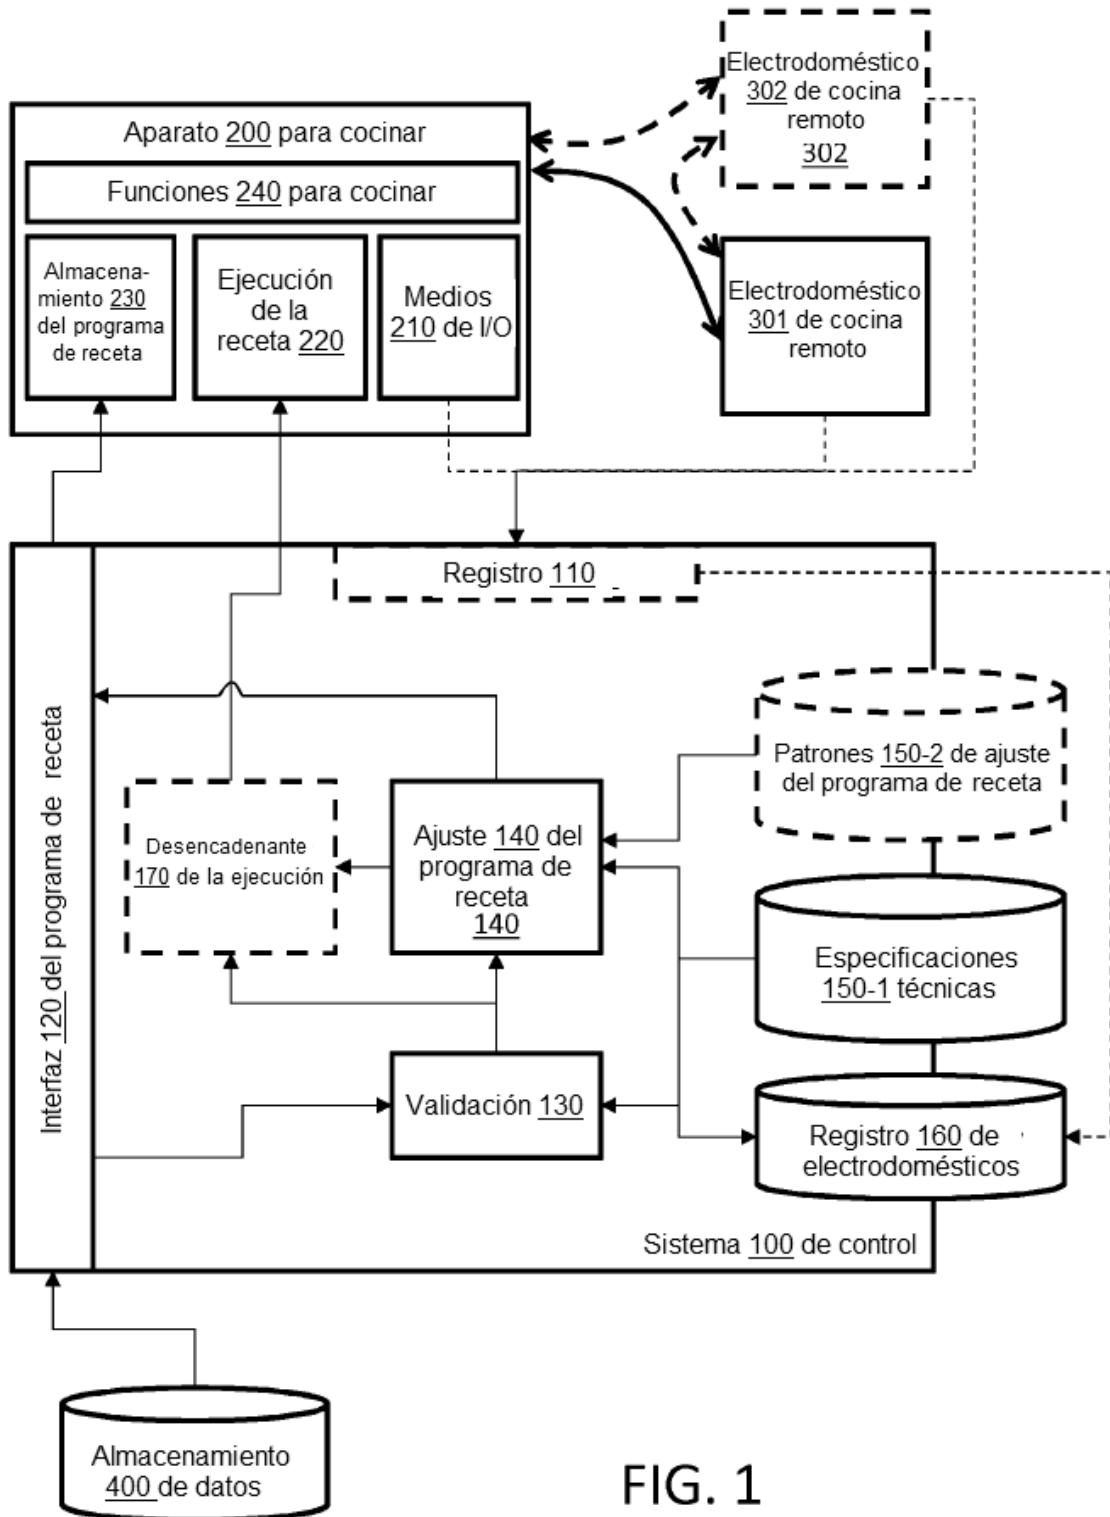 Electrodoméstico
302 de cocina
remoto
302
Aparato 200 para cocinar
Funciones 240 para cocinar
Almacena-
miento 230
del programa
de receta
Ejecución
de la
receta 220
Medios
210 de I/O
Electrodoméstico
301 de cocina
remoto
Registro 110
Interfaz 120 del programa de receta
Patrones 150-2 de ajuste
del programa de receta
Desencadenante
170 de la ejecución
Ajuste 140 del
programa de
receta
140
Especificaciones
150-1 técnicas
Validación 130
Registro 160 de
electrodomésticos
Sistema 100 de control
Almacenamiento
400 de datos
FIG. 1